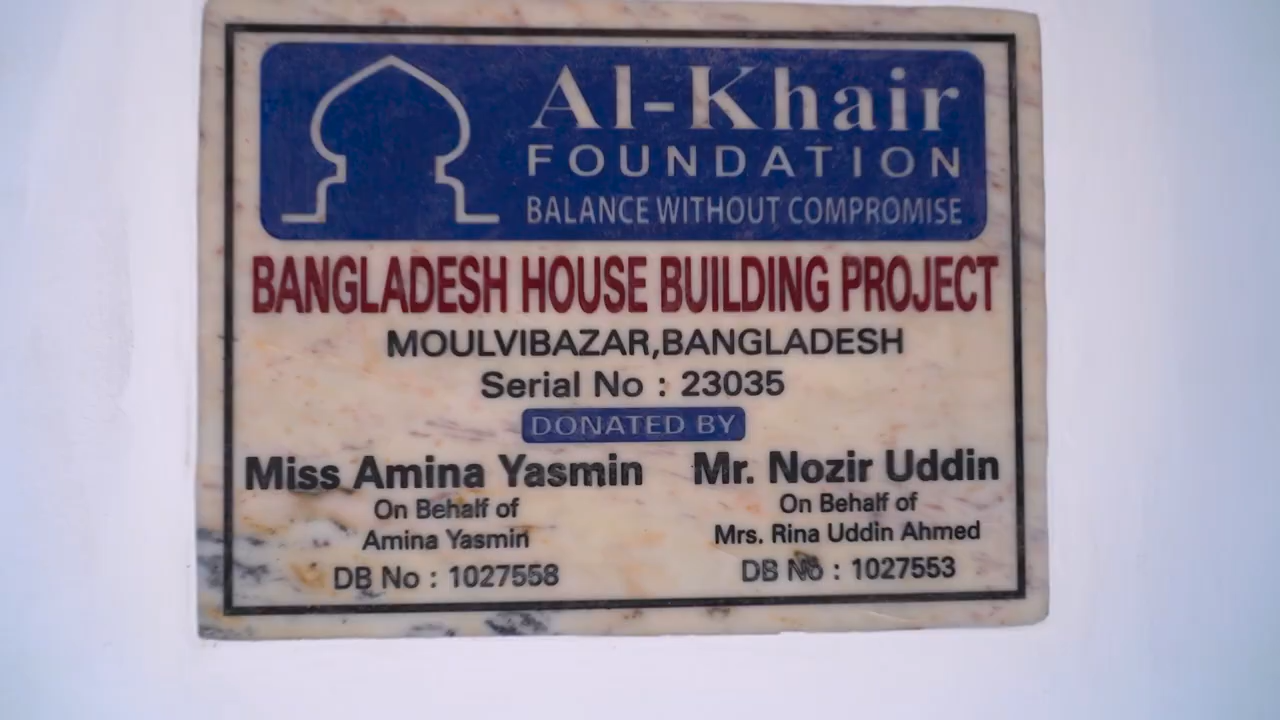 Al-Khair
FOUNDATION
BALANCE WITHOUT COMPROMISE
BANGLADESH HOUSE BUILDING PROJECT
MOULVIBAZAR,BANGLADESH
Serial No : 23035
DONATED BY
Miss Amina Yasmin
On Behalf of
Amina Yasmin
DB No : 1027558
Mr. Nozir Uddin
On Behalf of
Mrs. Rina Uddin Ahmed
DB No : 1027553